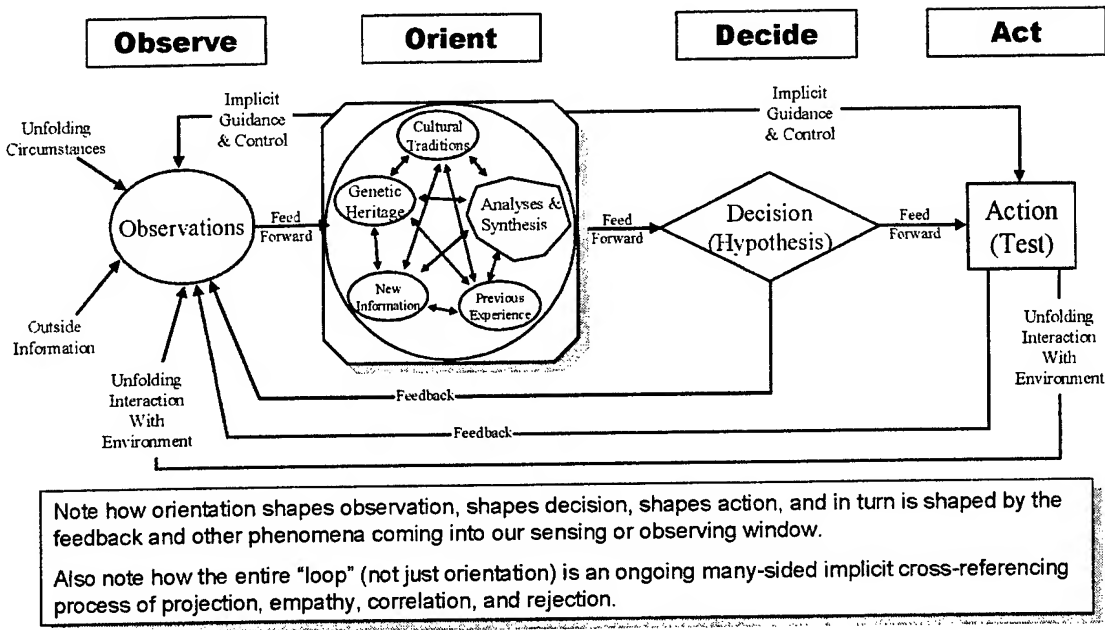 Observe
Orient
Decide
Act
Implicit
Guidance
& Control
Implicit
Guidance
& Control
Unfolding
Circumstances
Cultural
Traditions
Genetic
Heritage
Analyses &
Synthesis
New
Information
Previous
Experience
Observations
Feed
Forward
Feed
Forward
Decision
(Hypothesis)
Feed
Forward
Action
(Test)
Outside
Information
Unfolding
Interaction
With
Environment
Feedback
Feedback
Unfolding
Interaction
With
Environment
Note how orientation shapes observation, shapes decision, shapes action, and in turn is shaped by the
feedback and other phenomena coming into our sensing or observing window.
Also note how the entire “loop” (not just orientation) is an ongoing many-sided implicit cross-referencing
process of projection, empathy, correlation, and rejection.